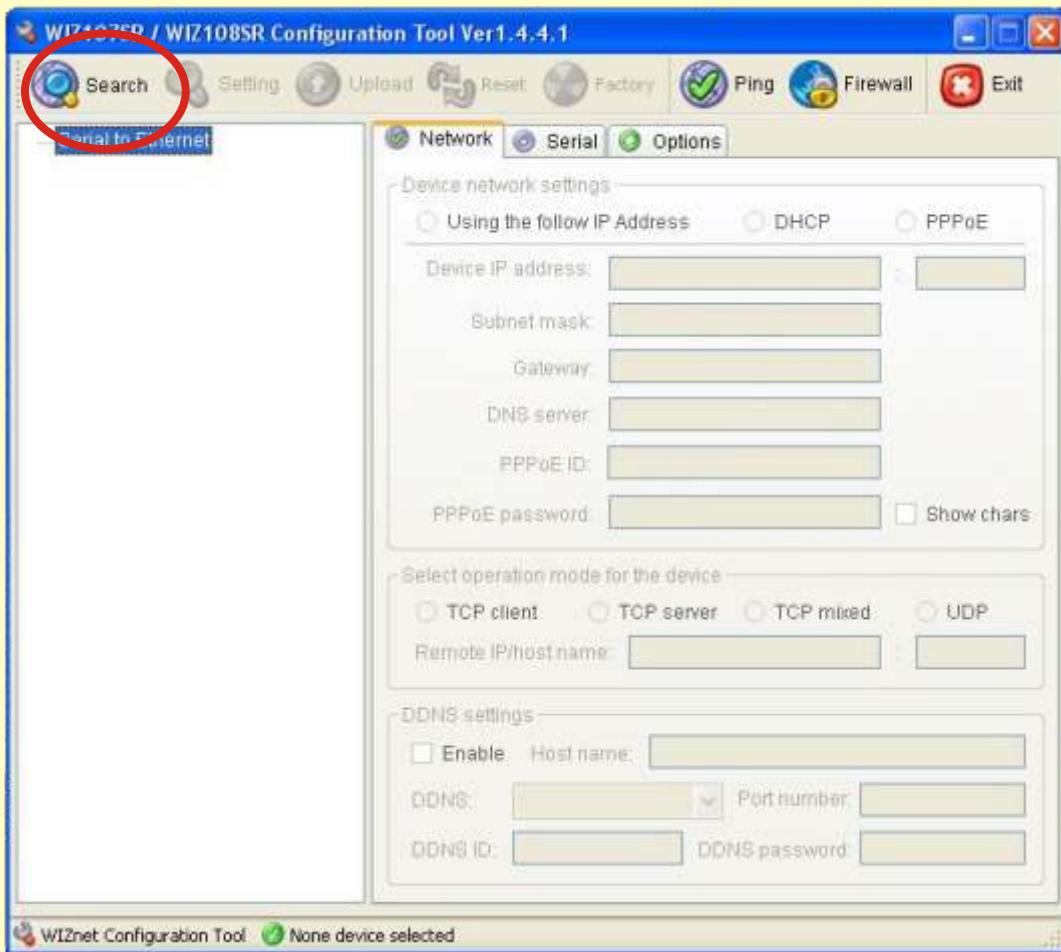 WIZ107SR / WIZ108SR Configuration Tool Ver1.4.4.1
Search Setting Upload Reset Factory Ping Firewall Exit
Serial to Ethernet
Network Serial Options
Device network settings
Using the follow IP Address DHCP PPPoE
Device IP address: :
Subnet mask:
Gateway:
DNS server:
PPPoE ID:
PPPoE password: Show chars
Select operation mode for the device
TCP client TCP server TCP mixed UDP
Remote IP/host name: :
DDNS settings
Enable Host name:
DDNS: Port number:
DDNS ID: DDNS password:
WIZnet Configuration Tool None device selected